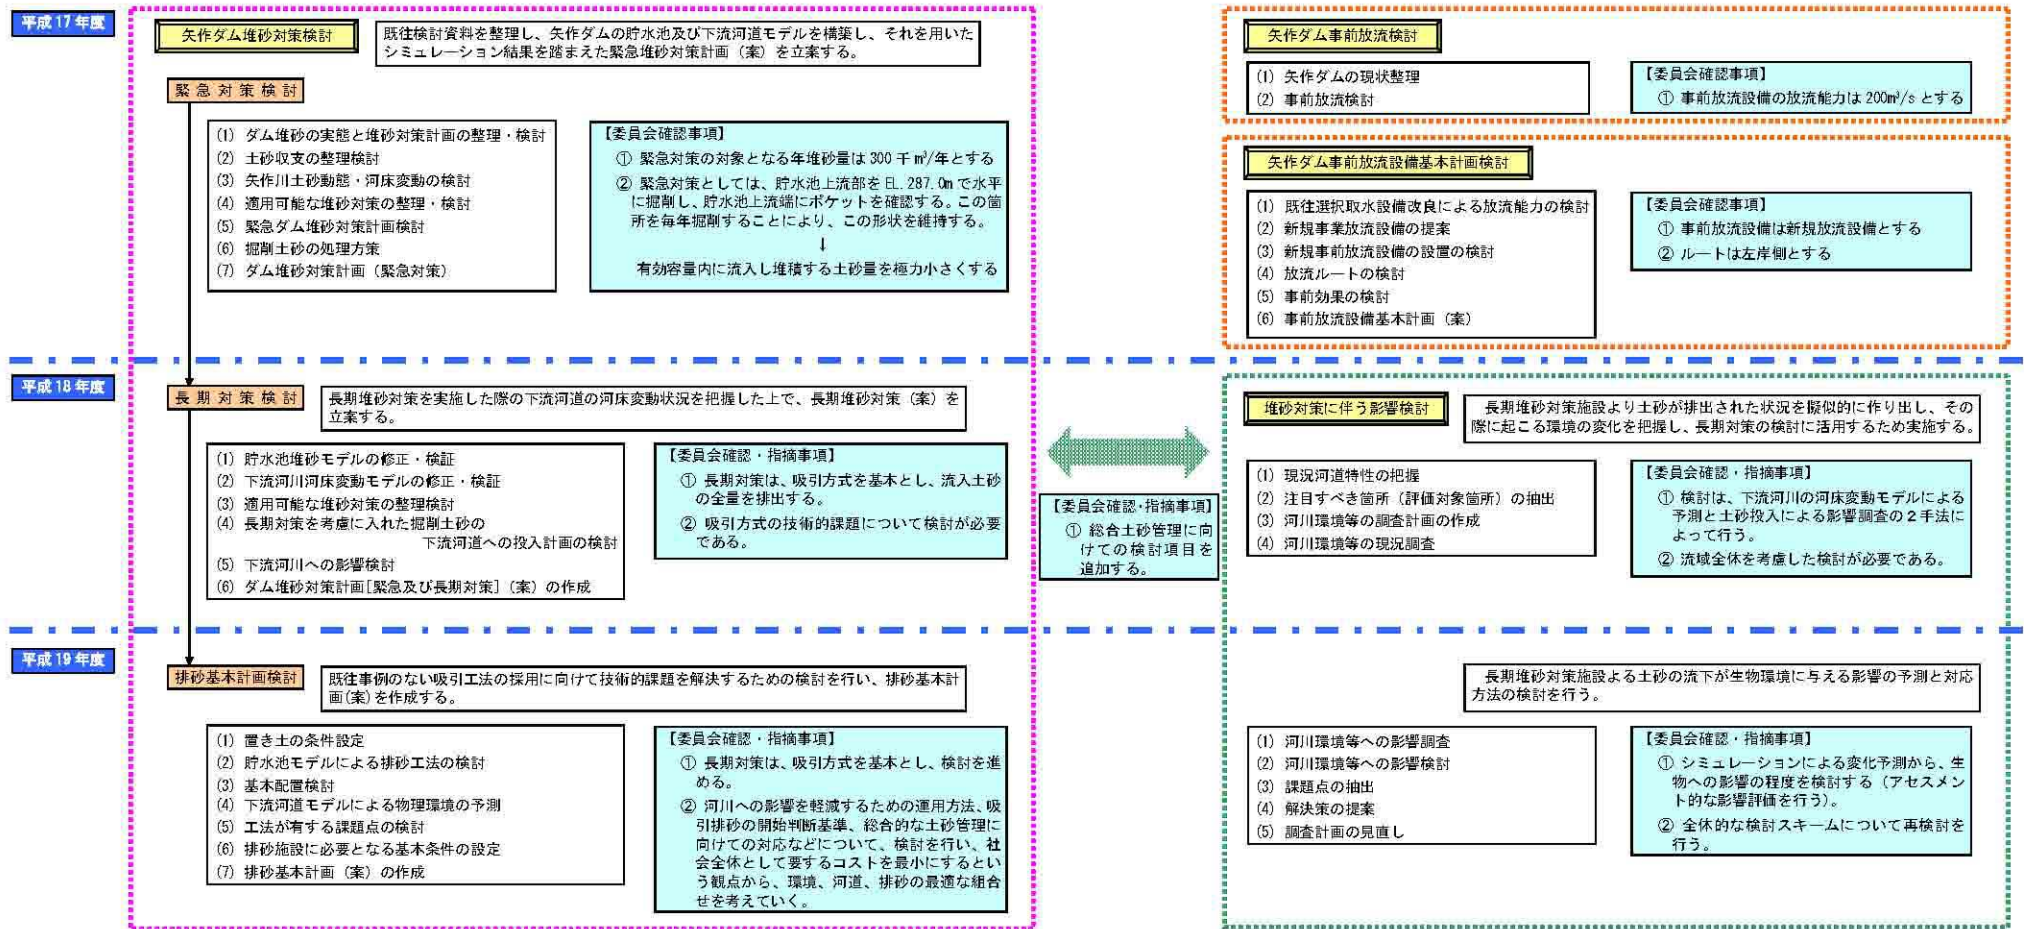 平成17年度
矢作ダム堆砂対策検討
既往検討資料を整理し、矢作ダムの貯水池及び下流河道モデルを構築し、それを用いた
シミュレーション結果を踏まえた緊急堆砂対策計画（案）を立案する。
緊急対策検討
(1) ダム堆砂の実態と堆砂対策計画の整理・検討
(2) 土砂収支の整理検討
(3) 矢作川土砂動態・河床変動の検討
(4) 適用可能な堆砂対策の整理・検討
(5) 緊急ダム堆砂対策計画検討
(6) 掘削土砂の処理方策
(7) ダム堆砂対策計画（緊急対策）
【委員会確認事項】
① 緊急対策の対象となる年堆砂量は300千m³/年とする
② 緊急対策としては、貯水池上流部をEL.287.0mで水平
に掘削し、貯水池上流端にポケットを確認する。この箇
所を毎年掘削することにより、この形状を維持する。
↓
有効容量内に流入し堆積する土砂量を極力小さくする
矢作ダム事前放流検討
(1) 矢作ダムの現状整理
(2) 事前放流検討
【委員会確認事項】
① 事前放流設備の放流能力は200m³/sとする
矢作ダム事前放流設備基本計画検討
(1) 既往選択取水設備改良による放流能力の検討
(2) 新規事業放流設備の提案
(3) 新規事前放流設備の設置の検討
(4) 放流ルートの検討
(5) 事前効果の検討
(6) 事前放流設備基本計画（案）
【委員会確認事項】
① 事前放流設備は新規放流設備とする
② ルートは左岸側とする
平成18年度
長期対策検討
長期堆砂対策を実施した際の下流河道の河床変動状況を把握した上で、長期堆砂対策（案）を
立案する。
(1) 貯水池堆砂モデルの修正・検証
(2) 下流河川河床変動モデルの修正・検証
(3) 適用可能な堆砂対策の整理検討
(4) 長期対策を考慮に入れた掘削土砂の
下流河道への投入計画の検討
(5) 下流河川への影響検討
(6) ダム堆砂対策計画[緊急及び長期対策]（案）の作成
【委員会確認・指摘事項】
① 長期対策は、吸引方式を基本とし、流入土砂
の全量を排出する。
② 吸引方式の技術的課題について検討が必要
である。
【委員会確認・指摘事項】
① 総合土砂管理に向
けての検討項目を
追加する。
堆砂対策に伴う影響検討
長期堆砂対策施設より土砂が排出された状況を擬似的に作り出し、その
際に起こる環境の変化を把握し、長期対策の検討に活用するため実施する。
(1) 現況河道特性の把握
(2) 注目すべき箇所（評価対象箇所）の抽出
(3) 河川環境等の調査計画の作成
(4) 河川環境等の現況調査
【委員会確認・指摘事項】
① 検討は、下流河川の河床変動モデルによる
予測と土砂投入による影響調査の２手法に
よって行う。
② 流域全体を考慮した検討が必要である。
平成19年度
排砂基本計画検討
既往事例のない吸引工法の採用に向けて技術的課題を解決するための検討を行い、排砂基本計
画(案)を作成する。
(1) 置き土の条件設定
(2) 貯水池モデルによる排砂工法の検討
(3) 基本配置検討
(4) 下流河道モデルによる物理環境の予測
(5) 工法が有する課題点の検討
(6) 排砂施設に必要となる基本条件の設定
(7) 排砂基本計画（案）の作成
【委員会確認・指摘事項】
① 長期対策は、吸引方式を基本とし、検討を進
める。
② 河川への影響を軽減するための運用方法、吸
引排砂の開始判断基準、総合的な土砂管理に
向けての対応などについて、検討を行い、社
会全体として要するコストを最小にするとい
う観点から、環境、河道、排砂の最適な組合
せを考えていく。
長期堆砂対策施設よる土砂の流下が生物環境に与える影響の予測と対応
方法の検討を行う。
(1) 河川環境等への影響調査
(2) 河川環境等への影響検討
(3) 課題点の抽出
(4) 解決策の提案
(5) 調査計画の見直し
【委員会確認・指摘事項】
① シミュレーションによる変化予測から、生
物への影響の程度を検討する（アセスメン
ト的な影響評価を行う）。
② 全体的な検討スキームについて再検討を
行う。